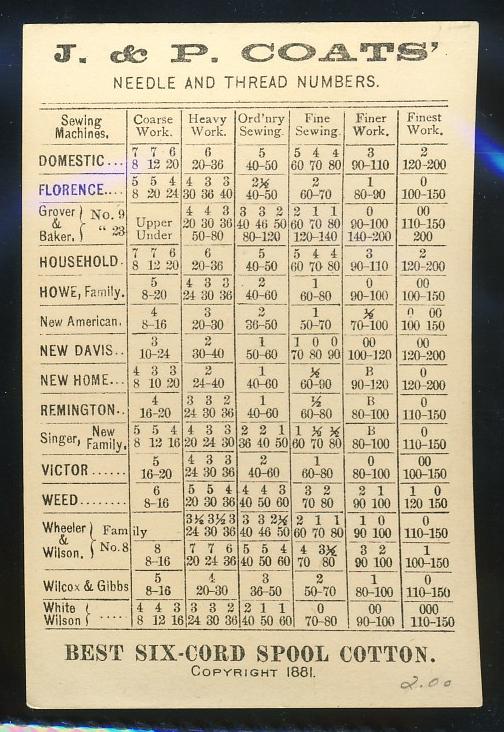 J. & P. COATS'
NEEDLE AND THREAD NUMBERS.
Sewing Machines. Coarse Work. Heavy Work. Ord'nry Sewing. Fine Sewing. Finer Work. Finest Work.
DOMESTIC... 7 7 6 6 5 5 4 4 3 2
8 12 20 20-36 40-50 60 70 80 90-110 120-200
FLORENCE.... 5 5 4 4 3 3 2½ 2 1 0
8 20 24 30 36 40 40-50 60-70 80-90 100-150
Grover & Baker. No. 9 4 4 3 3 3 2 2 1 1 0 00
Upper 20 30 36 40 46 50 60 70 80 90-100 110-150
" 23 Under 50-80 80-120 120-140 140-200 200
HOUSEHOLD. 7 7 6 6 5 5 4 4 3 2
8 12 20 20-36 40-50 60 70 80 90-110 120-200
HOWE, Family. 5 4 3 3 2 1 0 00
8-20 24 30 36 40-60 60-80 90-100 100-150
New American. 4 3 2 1 ½ 0 00
8-16 20-30 36-50 50-70 70-100 100 150
NEW DAVIS.. 3 2 1 1 0 0 00 00
10-24 30-40 50-60 70 80 90 100-120 120-200
NEW HOME... 4 3 3 2 1 ½ B 0
8 10 20 24-40 40-60 60-90 90-120 120-200
REMINGTON.. 4 3 3 2 1 ½ B 0
16-20 24 30 36 40-60 60-80 80-100 110-150
Singer, New Family. 5 5 4 4 3 3 2 2 1 1 ½ ½ B 0
8 12 16 20 24 30 36 40 50 60 70 80 80-100 110-150
VICTOR ...... 5 4 3 3 2 1 0 00
16-20 24 30 36 40-60 60-80 80-100 100-150
WEED........ 6 5 5 4 4 4 3 3 2 2 1 1 0
8-16 20 30 36 40 50 60 70 80 90 100 120 150
Wheeler & Wilson. Family 3½ 3½ 3 3 3 2½ 2 1 1 1 0 0
24 30 36 40 46 50 60 70 80 90 100 110-150
No. 8 8 7 7 6 5 5 4 4 3½ 3 2 1
8-16 20 24 36 40 50 60 70 80 90 100 100-150
Wilcox & Gibbs 5 4 3 2 1 0
8-16 20-30 36-50 50-70 80-100 110-150
White Wilson ..... 4 4 3 3 3 2 2 1 1 0 00 000
8 12 16 24 30 36 40 50 60 70-80 90-100 110-150
BEST SIX-CORD SPOOL COTTON.
COPYRIGHT 1881.
2.00